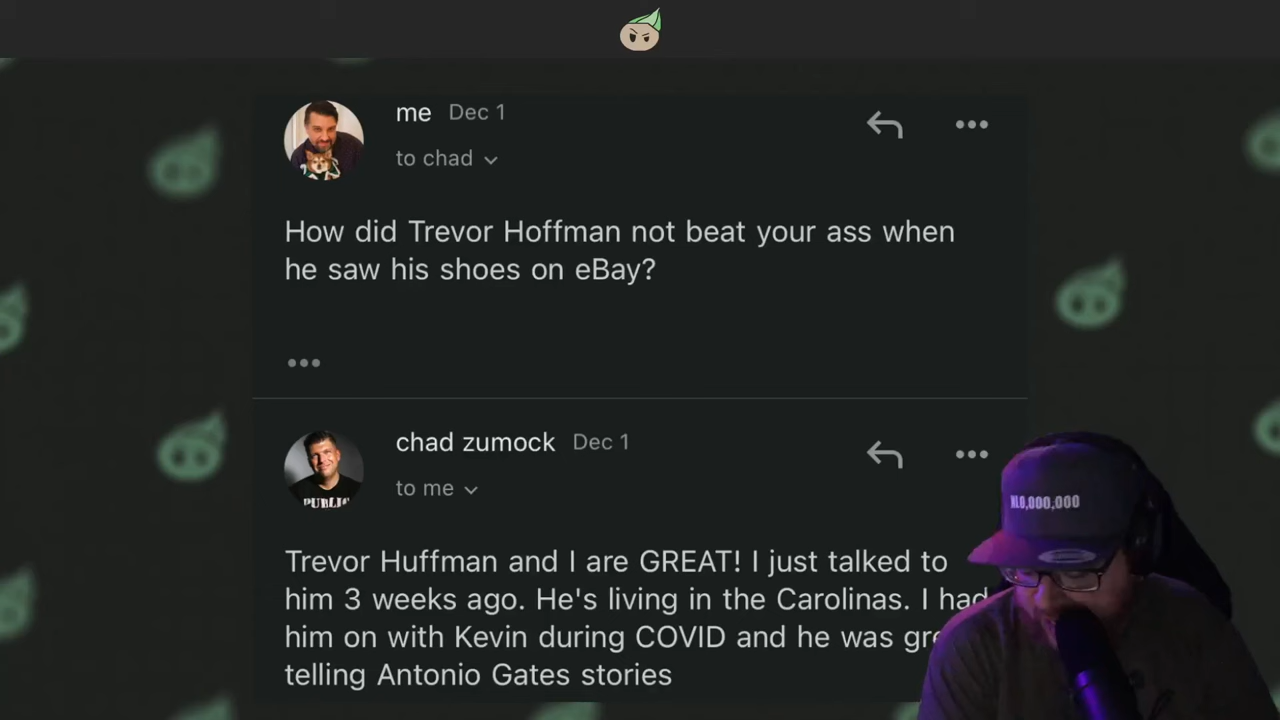 me Dec 1
to chad
How did Trevor Hoffman not beat your ass when
he saw his shoes on eBay?
chad zumock Dec 1
to me
PUBLIC
Trevor Huffman and I are GREAT! I just talked to
him 3 weeks ago. He's living in the Carolinas. I had
him on with Kevin during COVID and he was
telling Antonio Gates stories